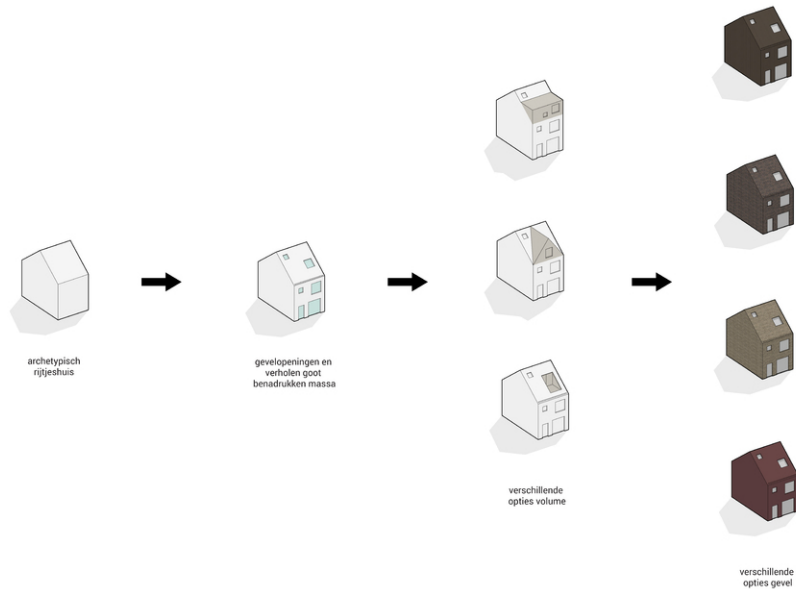 archetypisch
rijtjeshuis
gevelopeningen en
verholen goot
benadrukken massa
verschillende
opties volume
verschillende
opties gevel